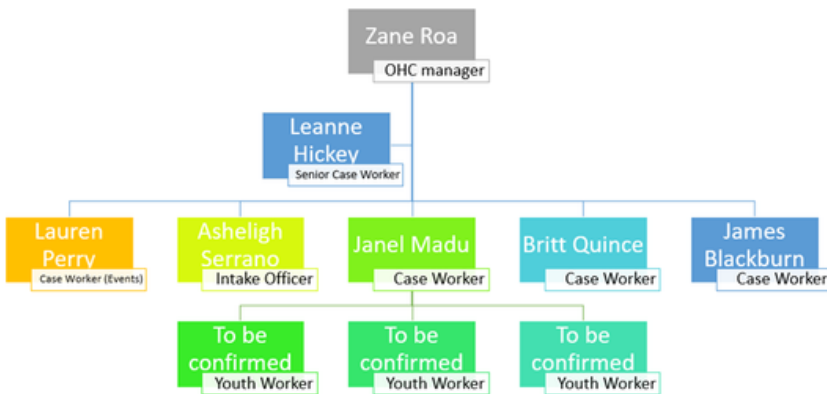 Zane Roa
OHC manager
Leanne
Hickey
Senior Case Worker
Lauren
Perry
Case Worker (Events)
Asheligh
Serrano
Intake Officer
Janel Madu
Case Worker
Britt Quince
Case Worker
James
Blackburn
Case Worker
To be
confirmed
Youth Worker
To be
confirmed
Youth Worker
To be
confirmed
Youth Worker